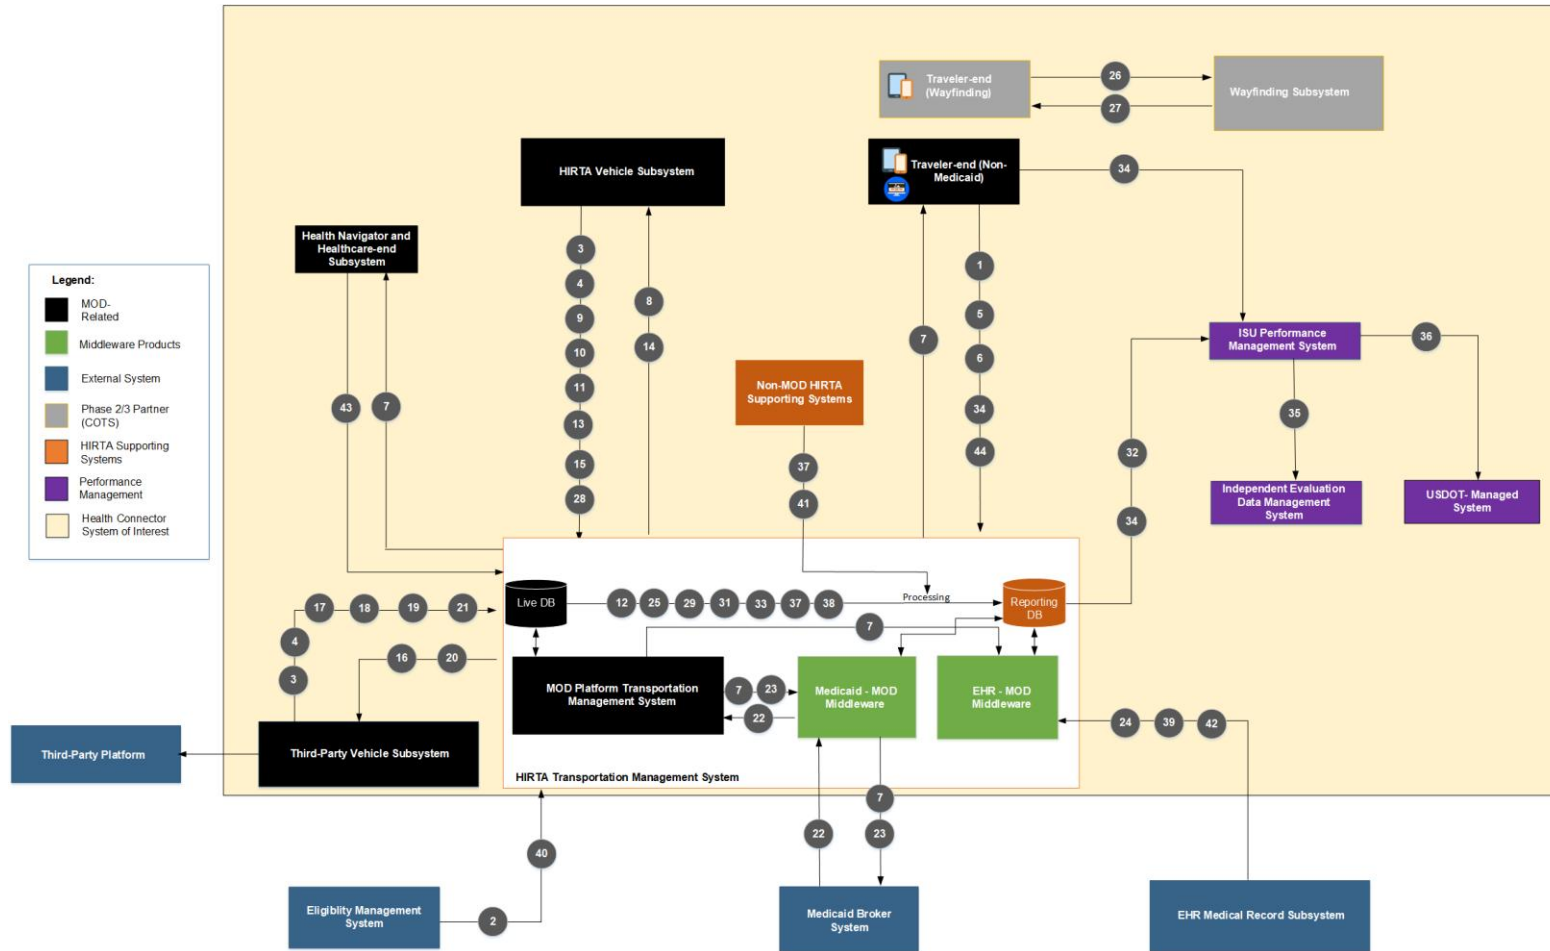 Traveler-end
(Wayfinding)
26
27
Wayfinding Subsystem
HIRTA Vehicle Subsystem
Traveler-end (Non-
Medicaid)
34
Health Navigator and
Healthcare-end
Subsystem
Legend:
MOD-
Related
Middleware Products
External System
Phase 2/3 Partner
(COTS)
HIRTA Supporting
Systems
Performance
Management
Health Connector
System of Interest
3
4
9
10
11
13
15
28
8
14
7
1
5
6
34
44
43
7
Non-MOD HIRTA
Supporting Systems
37
41
ISU Performance
Management System
36
35
32
34
Independent Evaluation
Data Management
System
USDOT- Managed
System
17
18
19
21
4
3
16
20
Live DB
12
25
29
31
33
37
38
Processing
Reporting
DB
7
MOD Platform Transportation
Management System
7
23
22
Medicaid - MOD
Middleware
EHR - MOD
Middleware
24
39
42
Third-Party Platform
Third-Party Vehicle Subsystem
HIRTA Transportation Management System
7
22
23
40
Eligiblity Management
System
2
Medicaid Broker
System
EHR Medical Record Subsystem